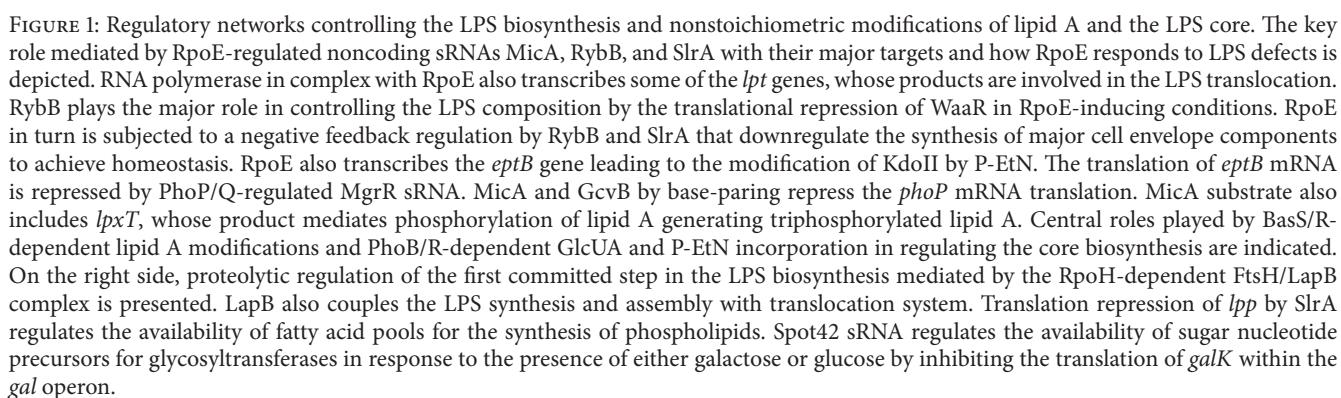 FIGURE 1: Regulatory networks controlling the LPS biosynthesis and nonstoichiometric modifications of lipid A and the LPS core. The key
role mediated by RpoE-regulated noncoding sRNAs MicA, RybB, and SlrA with their major targets and how RpoE responds to LPS defects is
depicted. RNA polymerase in complex with RpoE also transcribes some of the lpt genes, whose products are involved in the LPS translocation.
RybB plays the major role in controlling the LPS composition by the translational repression of WaaR in RpoE-inducing conditions. RpoE
in turn is subjected to a negative feedback regulation by RybB and SlrA that downregulate the synthesis of major cell envelope components
to achieve homeostasis. RpoE also transcribes the eptB gene leading to the modification of KdoII by P-EtN. The translation of eptB mRNA
is repressed by PhoP/Q-regulated MgrR sRNA. MicA and GcvB by base-paring repress the phoP mRNA translation. MicA substrate also
includes lpxT, whose product mediates phosphorylation of lipid A generating triphosphorylated lipid A. Central roles played by BasS/R-
dependent lipid A modifications and PhoB/R-dependent GlcUA and P-EtN incorporation in regulating the core biosynthesis are indicated.
On the right side, proteolytic regulation of the first committed step in the LPS biosynthesis mediated by the RpoH-dependent FtsH/LapB
complex is presented. LapB also couples the LPS synthesis and assembly with translocation system. Translation repression of lpp by SlrA
regulates the availability of fatty acid pools for the synthesis of phospholipids. Spot42 sRNA regulates the availability of sugar nucleotide
precursors for glycosyltransferases in response to the presence of either galactose or glucose by inhibiting the translation of galK within the
gal operon.